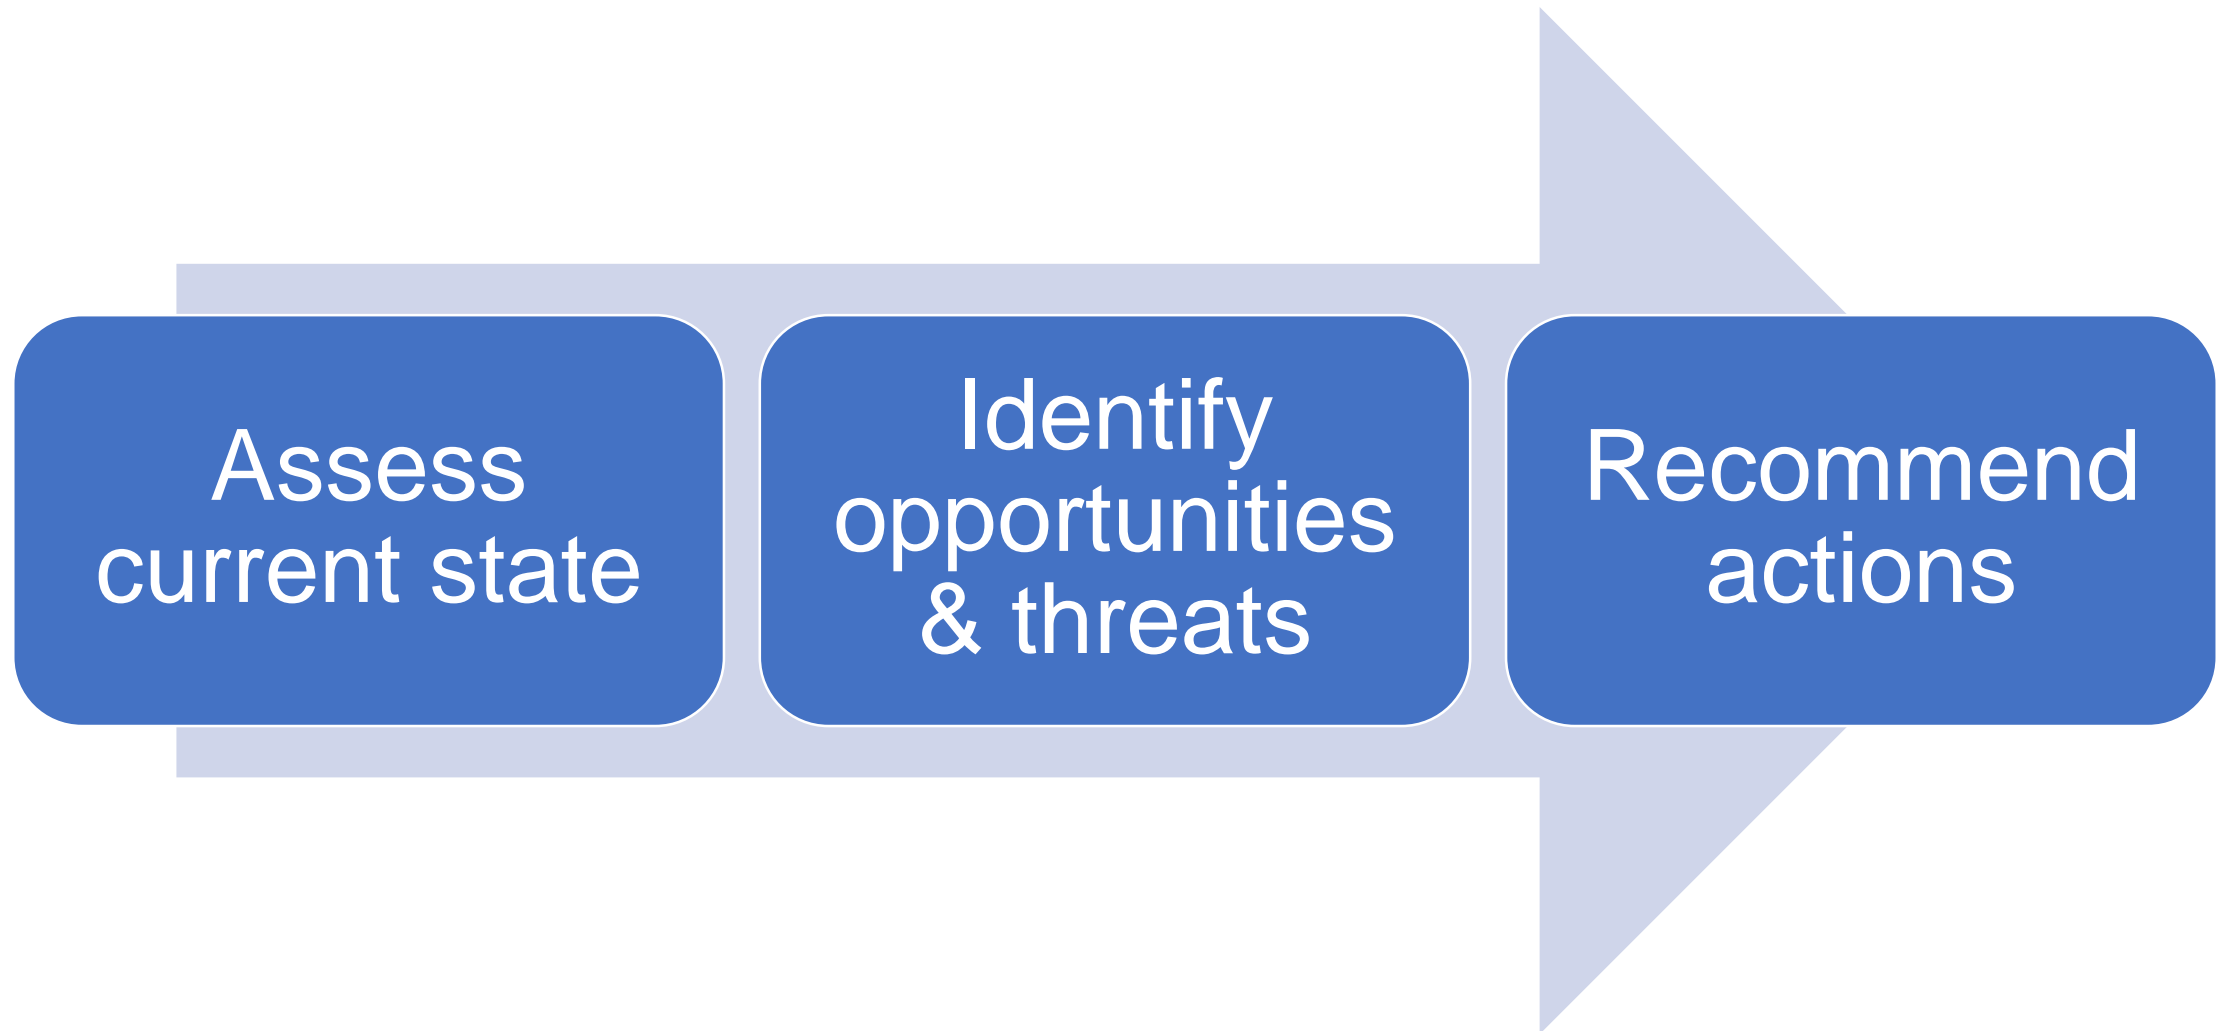 Assess
current state
Identify
opportunities
& threats
Recommend
actions